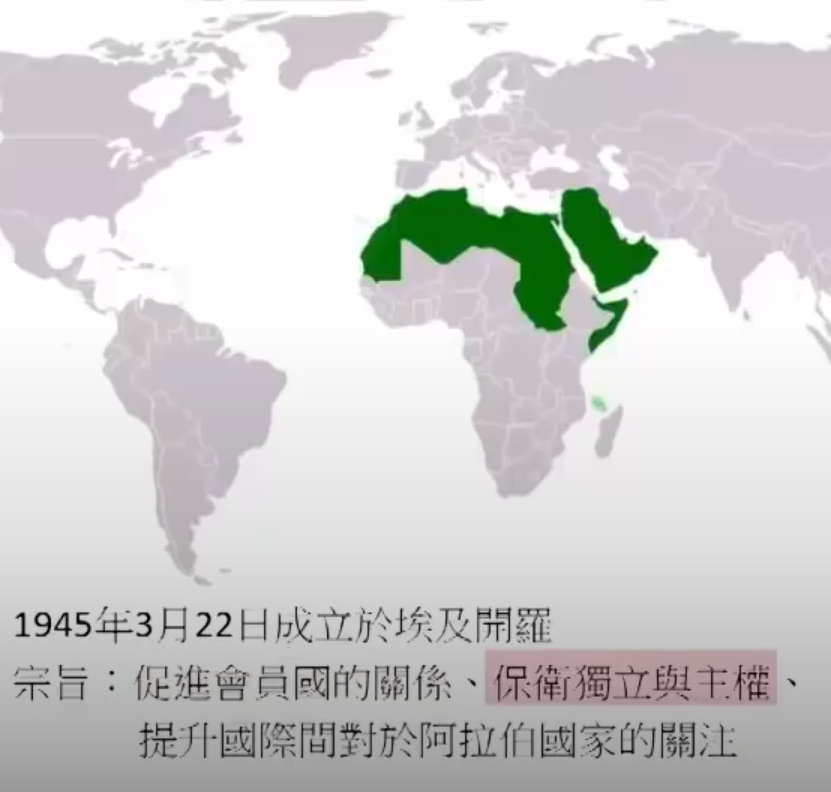 1945年3月22日成立於埃及開羅
宗旨：促進會員國的關係、保衛獨立與主權、
提升國際間對於阿拉伯國家的關注